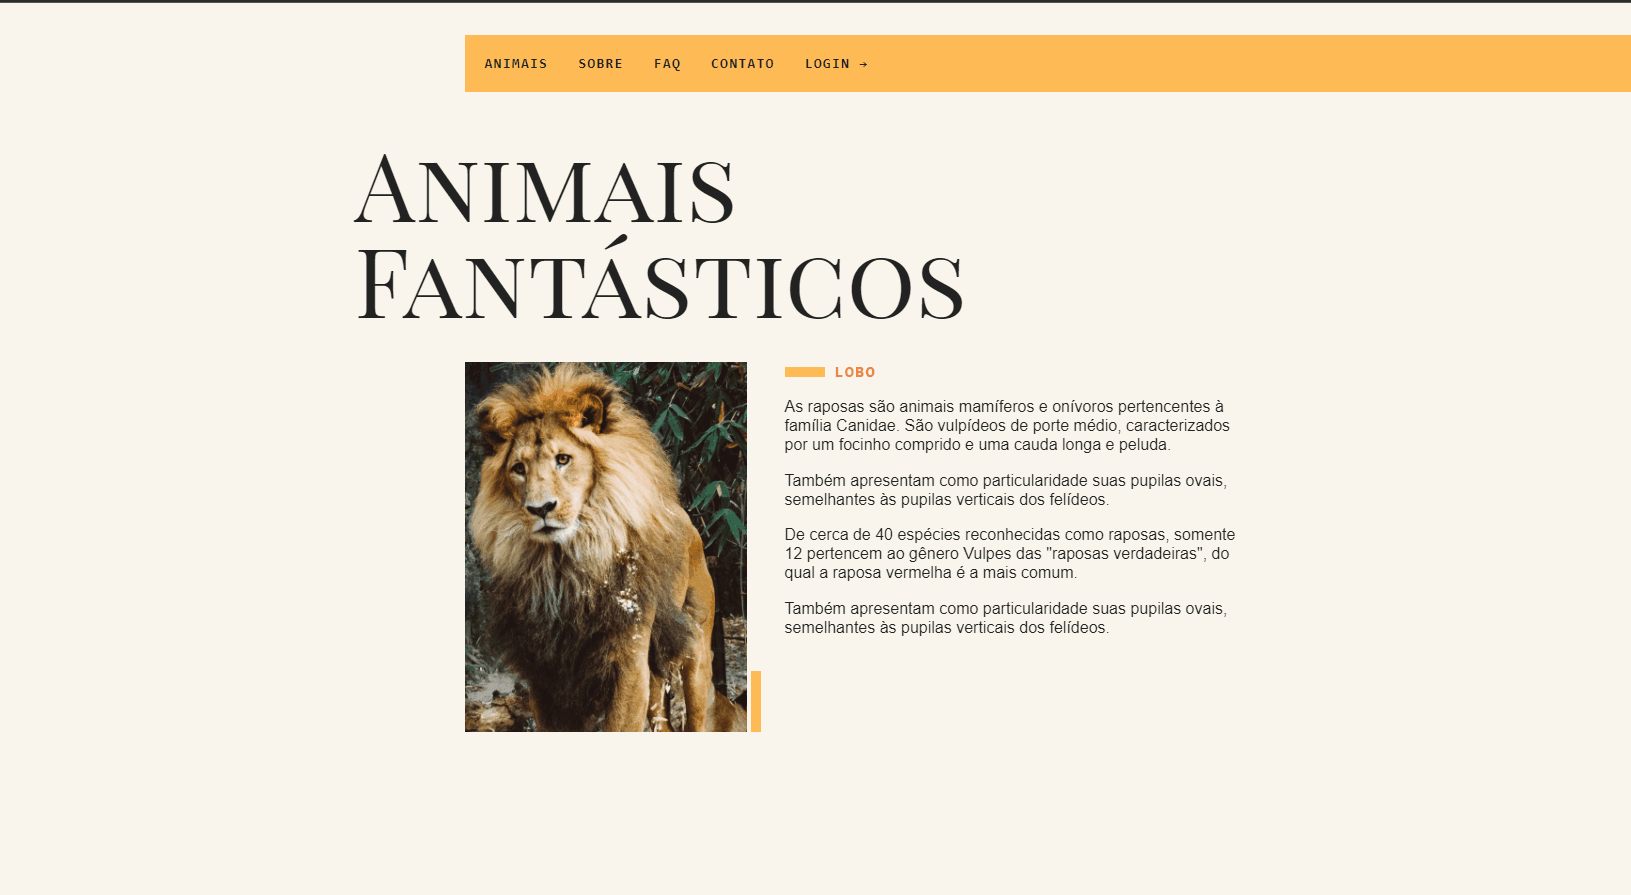 ANIMAIS SOBRE FAQ CONTATO LOGIN →
Animais
Fantásticos
LOBO
As raposas são animais mamíferos e onívoros pertencentes à
família Canidae. São vulpídeos de porte médio, caracterizados
por um focinho comprido e uma cauda longa e peluda.
Também apresentam como particularidade suas pupilas ovais,
semelhantes às pupilas verticais dos felídeos.
De cerca de 40 espécies reconhecidas como raposas, somente
12 pertencem ao gênero Vulpes das "raposas verdadeiras", do
qual a raposa vermelha é a mais comum.
Também apresentam como particularidade suas pupilas ovais,
semelhantes às pupilas verticais dos felídeos.